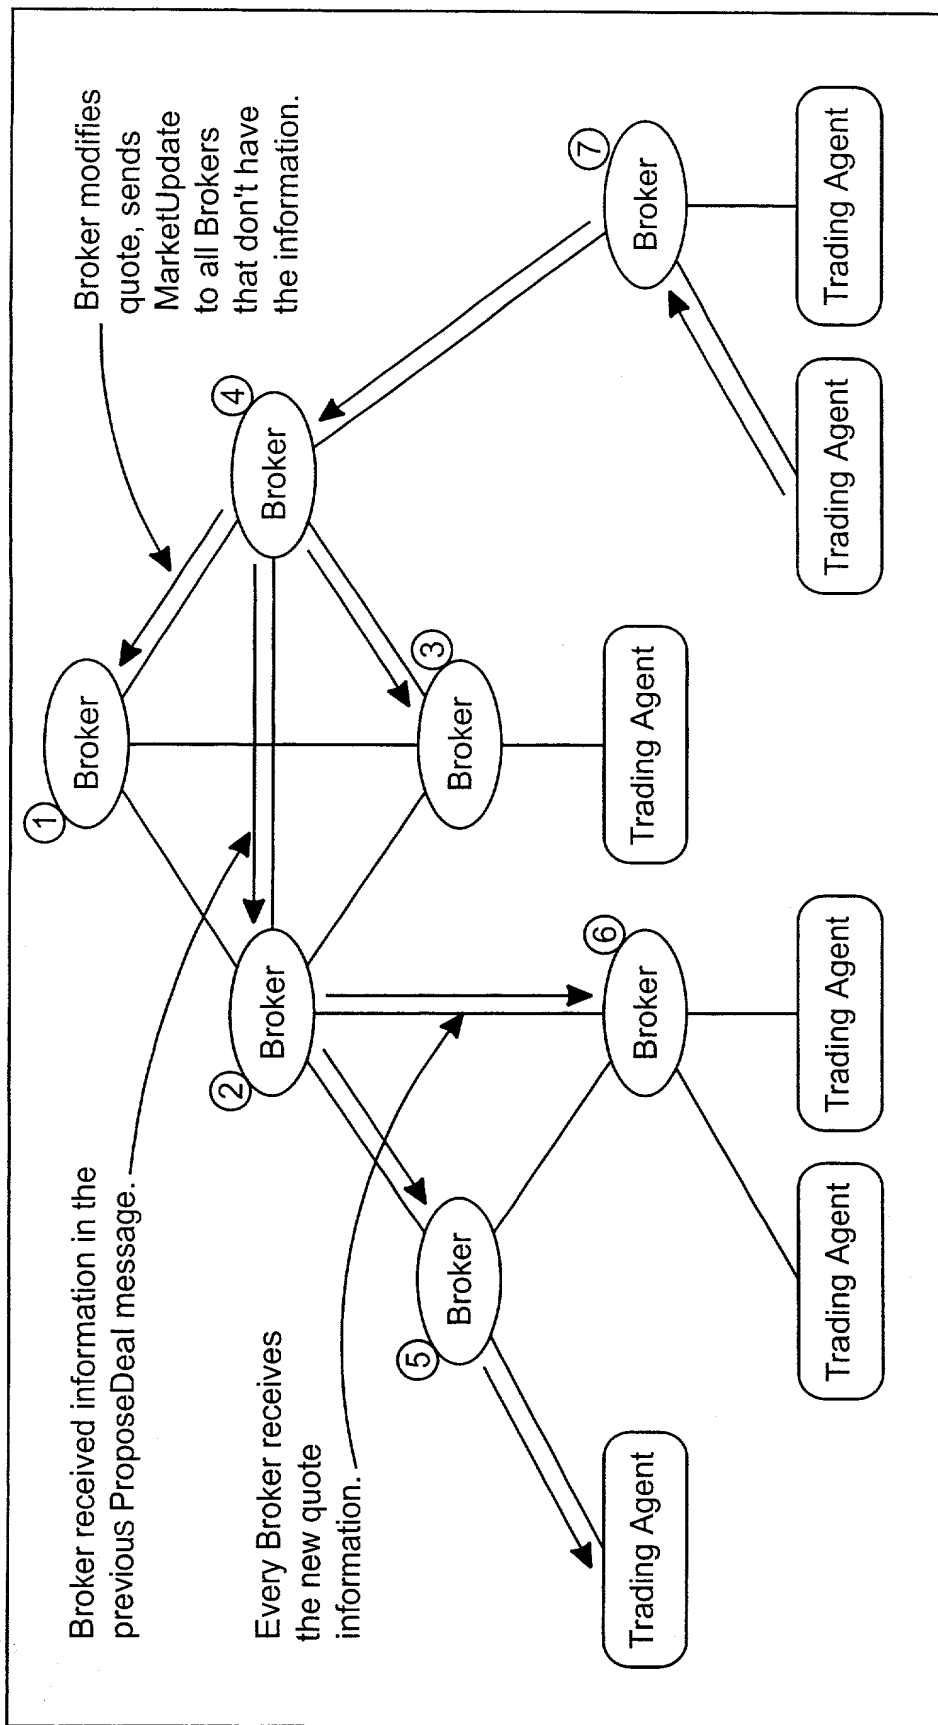 Broker received information in the
previous ProposeDeal message.
Broker modifies
quote, sends
MarketUpdate
to all Brokers
that don't have
the information.
Every Broker receives
the new quote
information.
1
Broker
2
Broker
4
Broker
5
Broker
3
Broker
6
Broker
7
Broker
Trading Agent
Trading Agent
Trading Agent
Trading Agent
Trading Agent
Trading Agent